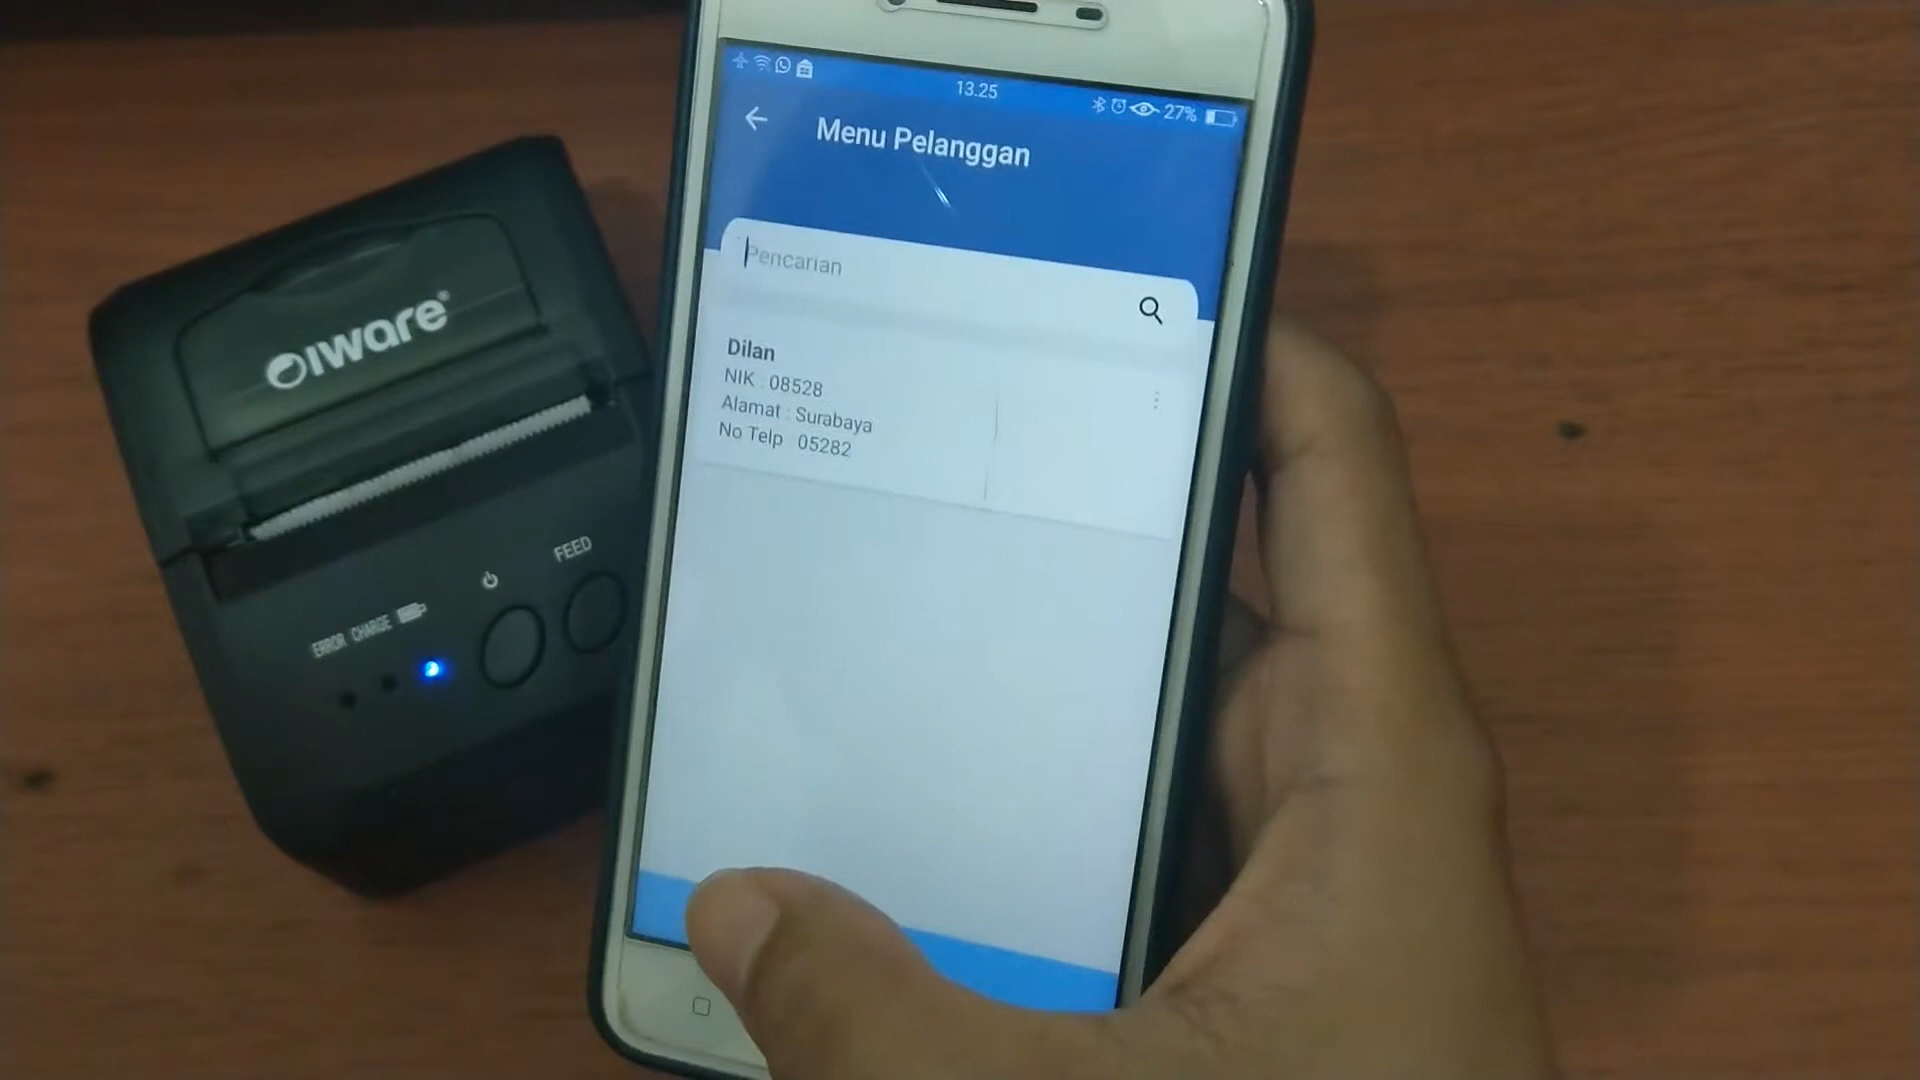 13.25
27%
Menu Pelanggan
Pencarian
Dilan
NIK : 08528
Alamat : Surabaya
No Telp 05282
IWARE
FEED
ERROR CHARGE